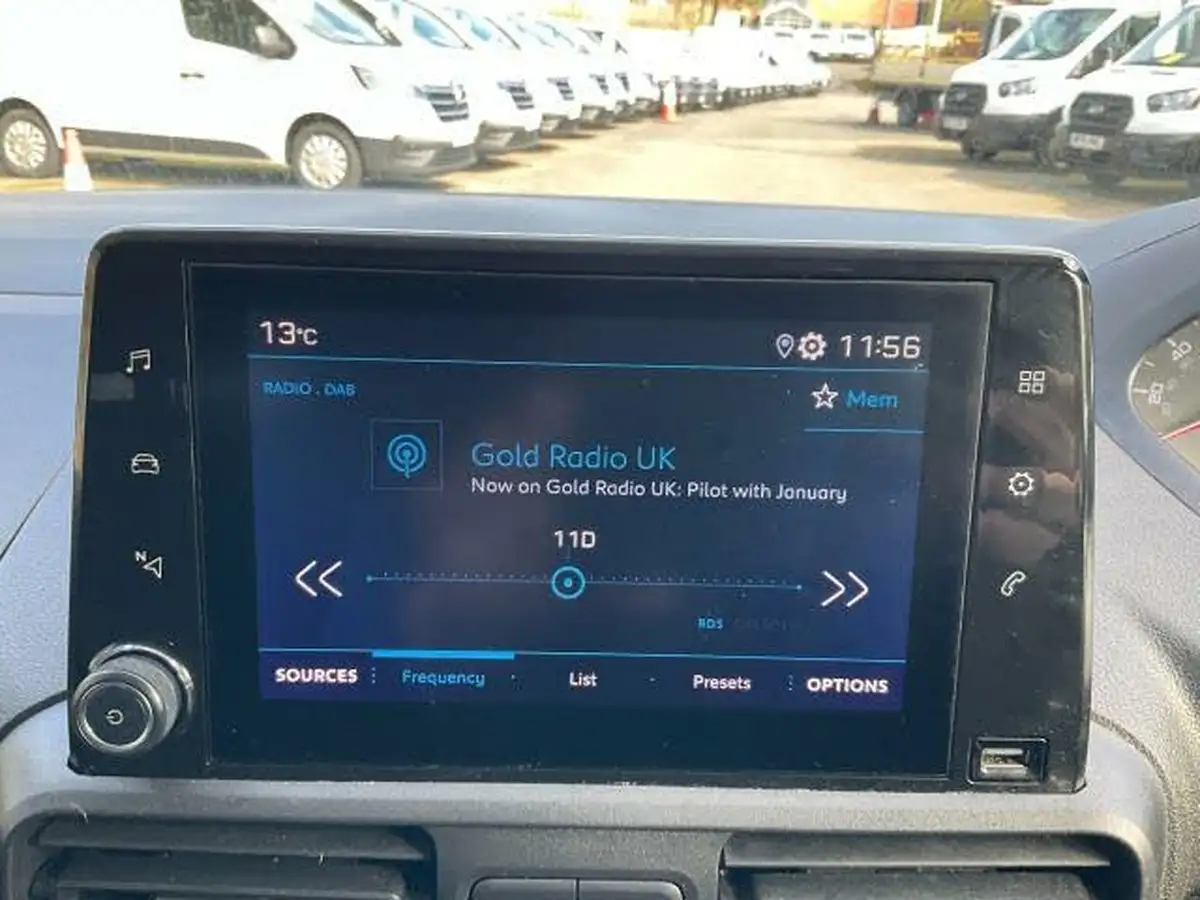 13°C
11:56
RADIO . DAB
Mem
Gold Radio UK
Now on Gold Radio UK: Pilot with January
11D
RDS
SOURCES
Frequency
List
Presets
OPTIONS
N
40